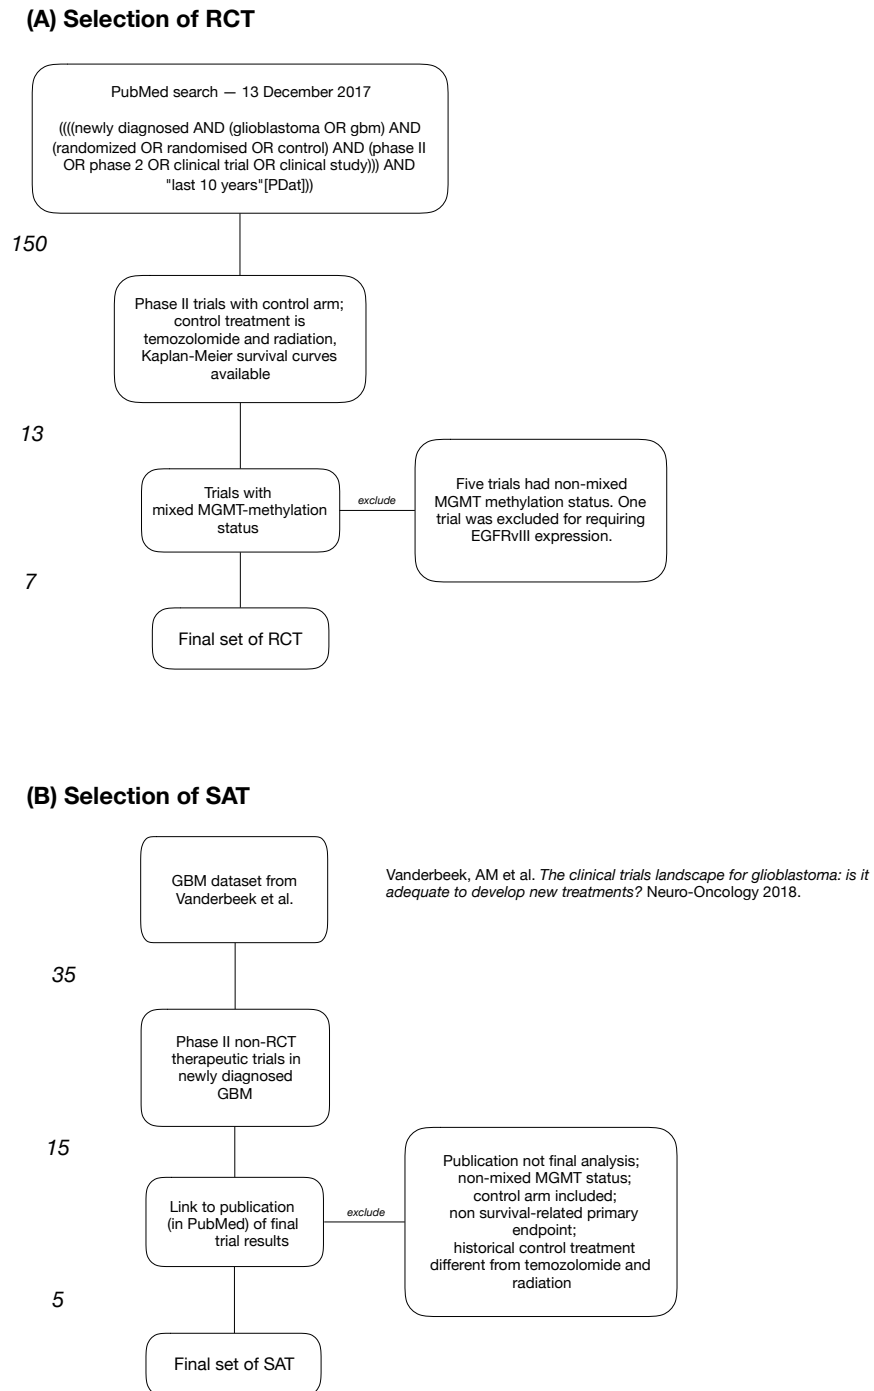 (A) Selection of RCT
PubMed search — 13 December 2017
((((newly diagnosed AND (glioblastoma OR gbm) AND
(randomized OR randomised OR control) AND (phase II
OR phase 2 OR clinical trial OR clinical study))) AND
"last 10 years"[PDat]))
150
Phase II trials with control arm;
control treatment is
temozolomide and radiation,
Kaplan-Meier survival curves
available
13
Trials with
mixed MGMT-methylation
status
exclude
Five trials had non-mixed
MGMT methylation status. One
trial was excluded for requiring
EGFRvIII expression.
7
Final set of RCT
(B) Selection of SAT
GBM dataset from
Vanderbeek et al.
Vanderbeek, AM et al. The clinical trials landscape for glioblastoma: is it
adequate to develop new treatments? Neuro-Oncology 2018.
35
Phase II non-RCT
therapeutic trials in
newly diagnosed
GBM
15
Link to publication
(in PubMed) of final
trial results
exclude
Publication not final analysis;
non-mixed MGMT status;
control arm included;
non survival-related primary
endpoint;
historical control treatment
different from temozolomide and
radiation
5
Final set of SAT